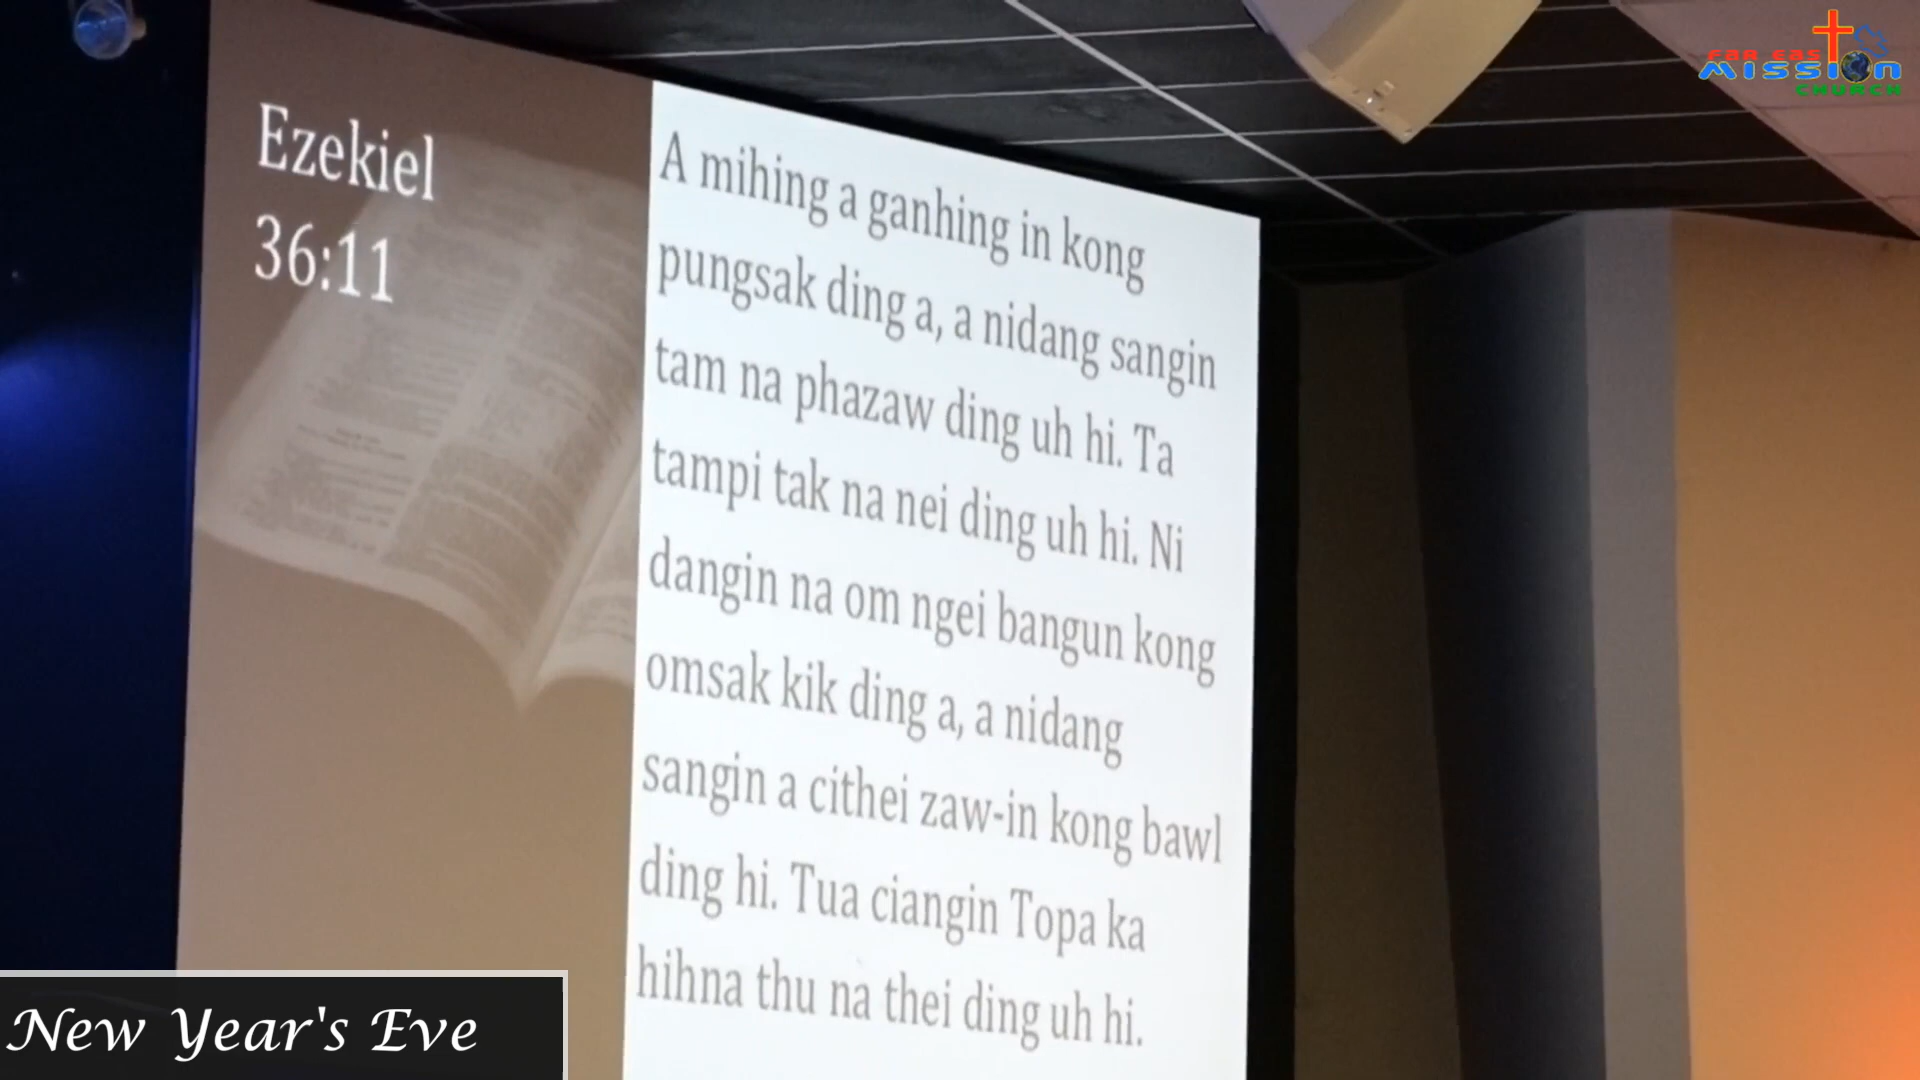 Ezekiel
36:11
A mihing a ganhing in kong
pungsak ding a, a nidang sangin
tam na phazaw ding uh hi. Ta
tampi tak na nei ding uh hi. Ni
dangin na om ngei bangun kong
omsak kik ding a, a nidang
sangin a cithei zaw-in kong bawl
ding hi. Tua ciangin Topa ka
hihna thu na thei ding uh hi.
FAR EAST
MISSION
CHURCH
New Year's Eve